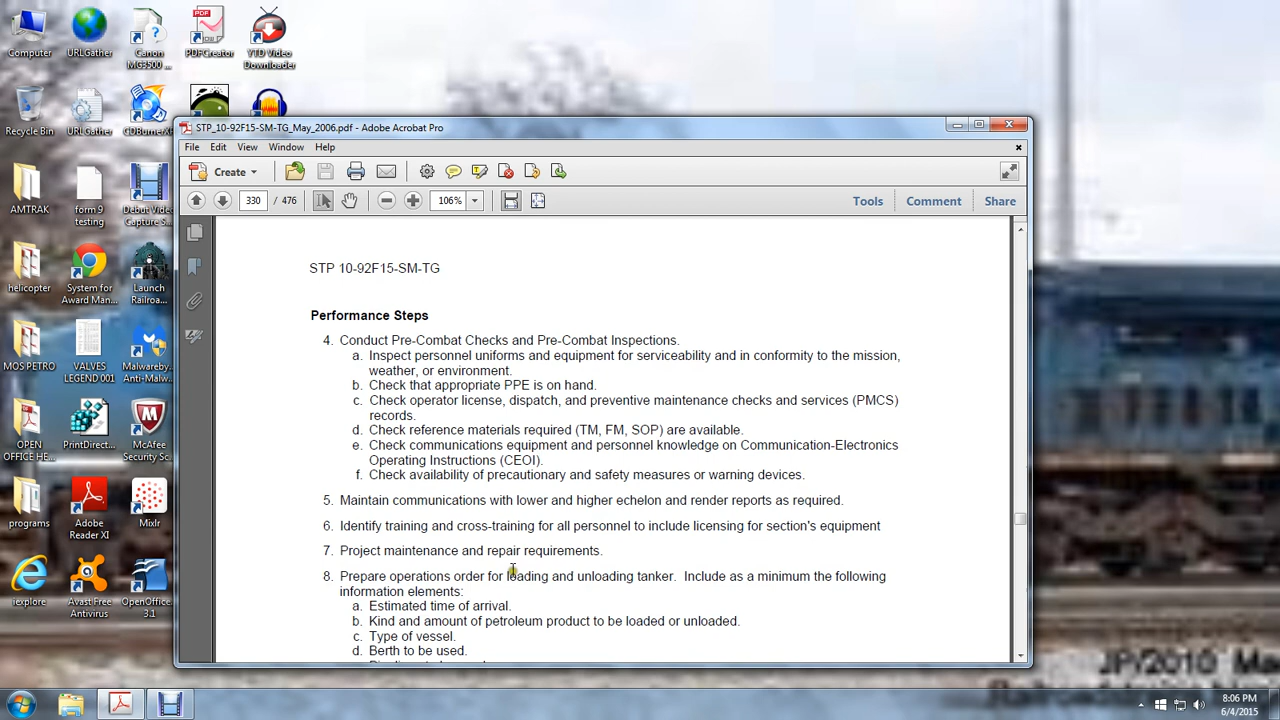 Computer
URLGather
Canon
MG3500 ...
PDFCreator
YTD Video
Downloader
Recycle Bin
URLGather
CDBurnerXP
AMTRAK
form 9
testing
Debut Video
Capture S...
helicopter
System for
Award Man...
Launch
Railroa...
MOS PETRO
VALVES
LEGEND 001
Malwareby...
Anti-Malw...
OPEN
OFFICE HE...
PrintDirect...
McAfee
Security Sc...
programs
Adobe
Reader XI
Mixlr
iexplore
Avast Free
Antivirus
OpenOffice...
3.1
STP_10-92F15-SM-TG_May_2006.pdf - Adobe Acrobat Pro
File Edit View Window Help
Create
330 / 476 106% Tools Comment Share
STP 10-92F15-SM-TG
Performance Steps
4. Conduct Pre-Combat Checks and Pre-Combat Inspections.
a. Inspect personnel uniforms and equipment for serviceability and in conformity to the mission,
weather, or environment.
b. Check that appropriate PPE is on hand.
c. Check operator license, dispatch, and preventive maintenance checks and services (PMCS)
records.
d. Check reference materials required (TM, FM, SOP) are available.
e. Check communications equipment and personnel knowledge on Communication-Electronics
Operating Instructions (CEOI).
f. Check availability of precautionary and safety measures or warning devices.
5. Maintain communications with lower and higher echelon and render reports as required.
6. Identify training and cross-training for all personnel to include licensing for section's equipment
7. Project maintenance and repair requirements.
8. Prepare operations order for loading and unloading tanker. Include as a minimum the following
information elements:
a. Estimated time of arrival.
b. Kind and amount of petroleum product to be loaded or unloaded.
c. Type of vessel.
d. Berth to be used.
JP/2010
8:06 PM
6/4/2015